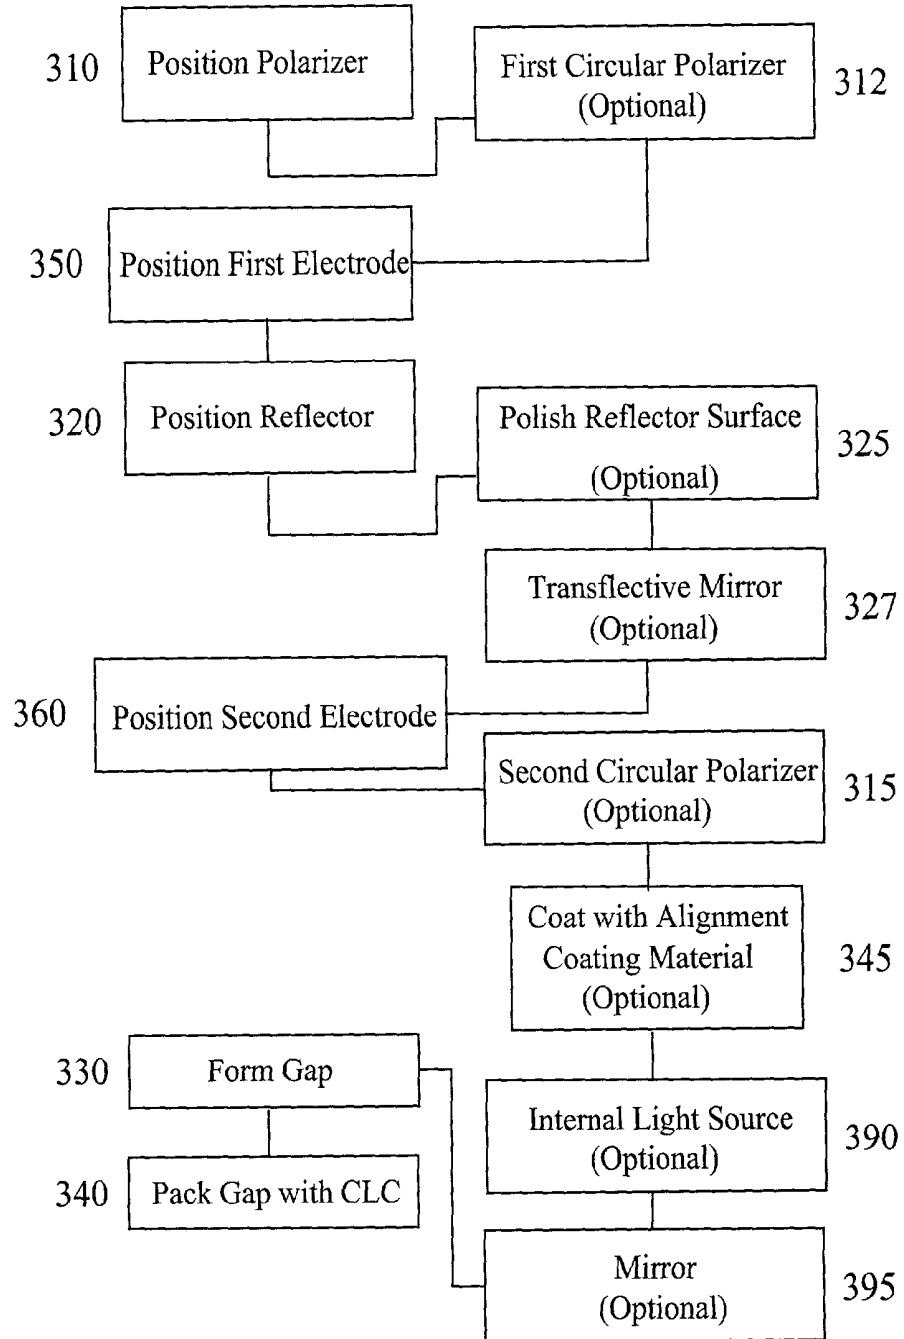 310
Position Polarizer
First Circular Polarizer
(Optional)
312
350
Position First Electrode
320
Position Reflector
Polish Reflector Surface
(Optional)
325
Transflective Mirror
(Optional)
327
360
Position Second Electrode
Second Circular Polarizer
(Optional)
315
Coat with Alignment
Coating Material
(Optional)
345
330
Form Gap
Internal Light Source
(Optional)
390
340
Pack Gap with CLC
Mirror
(Optional)
395